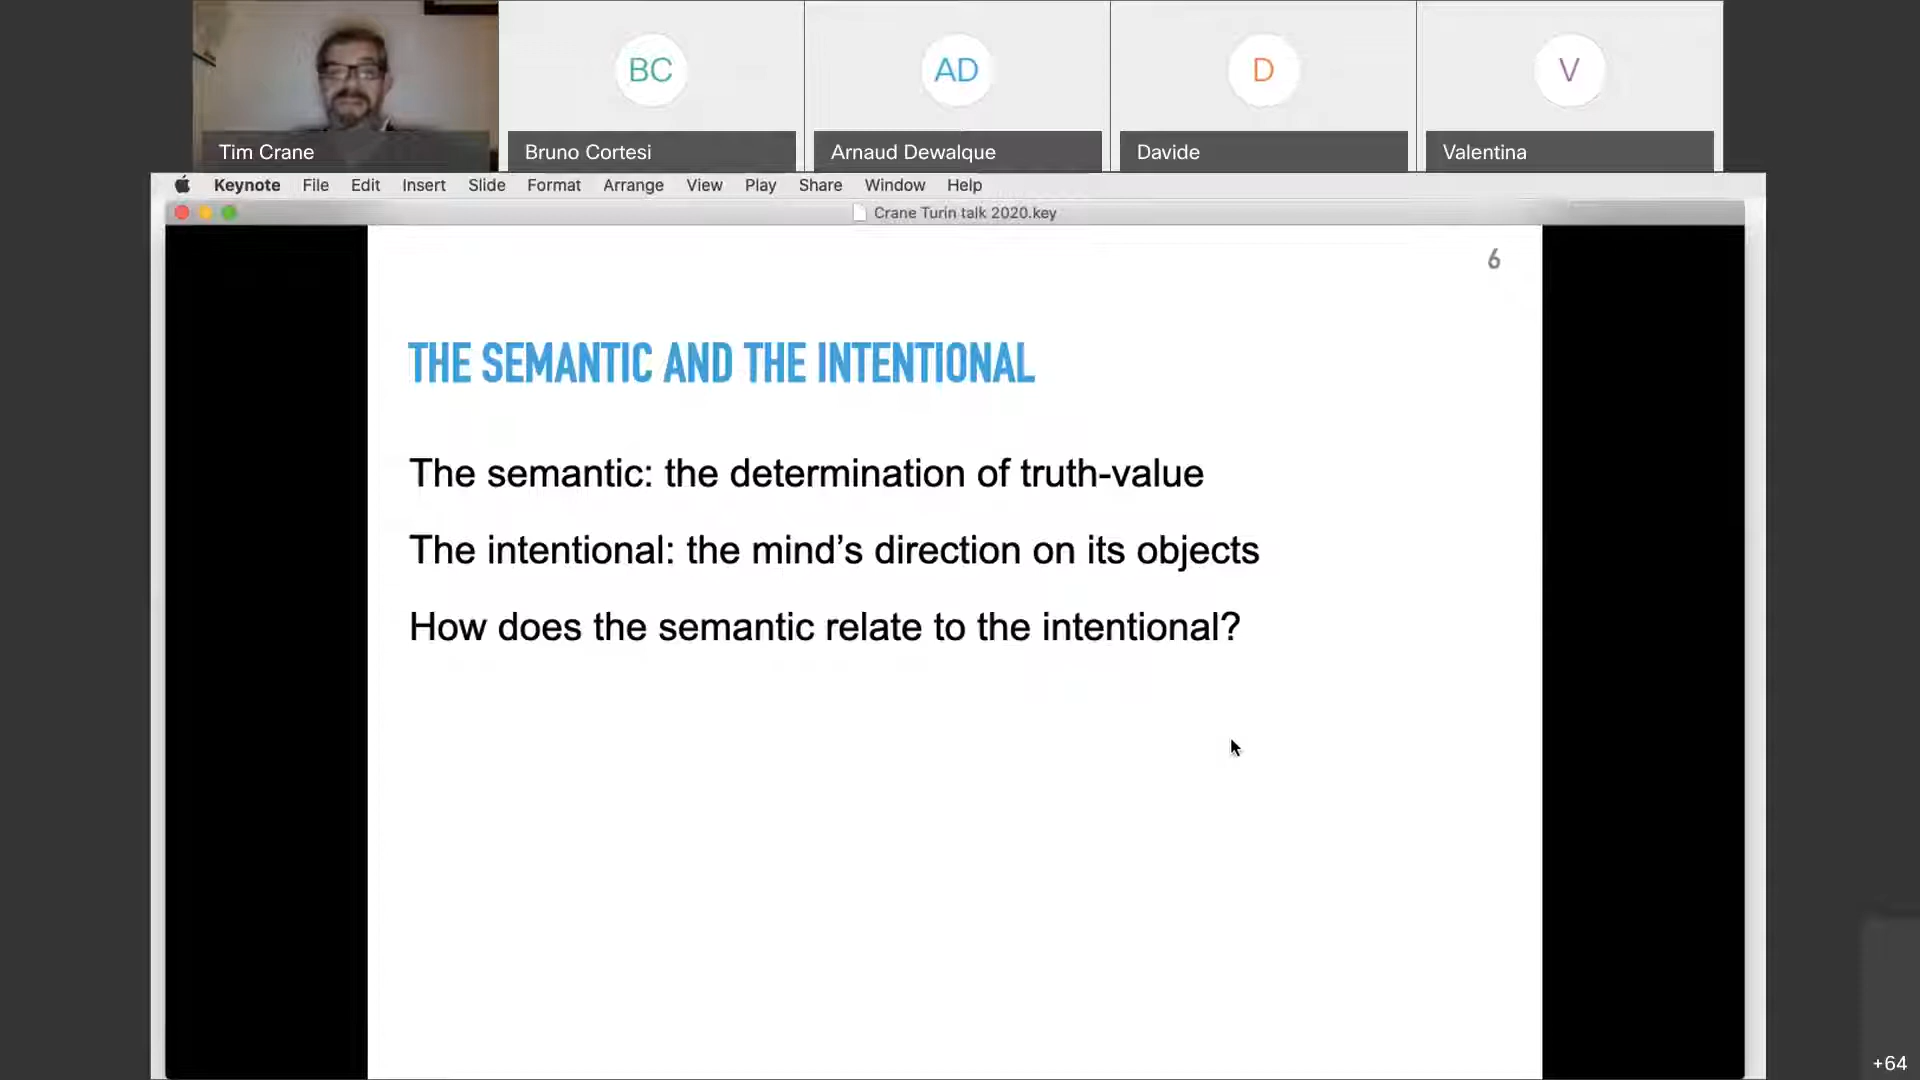 BC
AD
D
V
Tim Crane
Bruno Cortesi
Arnaud Dewalque
Davide
Valentina
Keynote File Edit Insert Slide Format Arrange View Play Share Window Help
Crane Turin talk 2020.key
6
THE SEMANTIC AND THE INTENTIONAL
The semantic: the determination of truth-value
The intentional: the mind’s direction on its objects
How does the semantic relate to the intentional?
+64